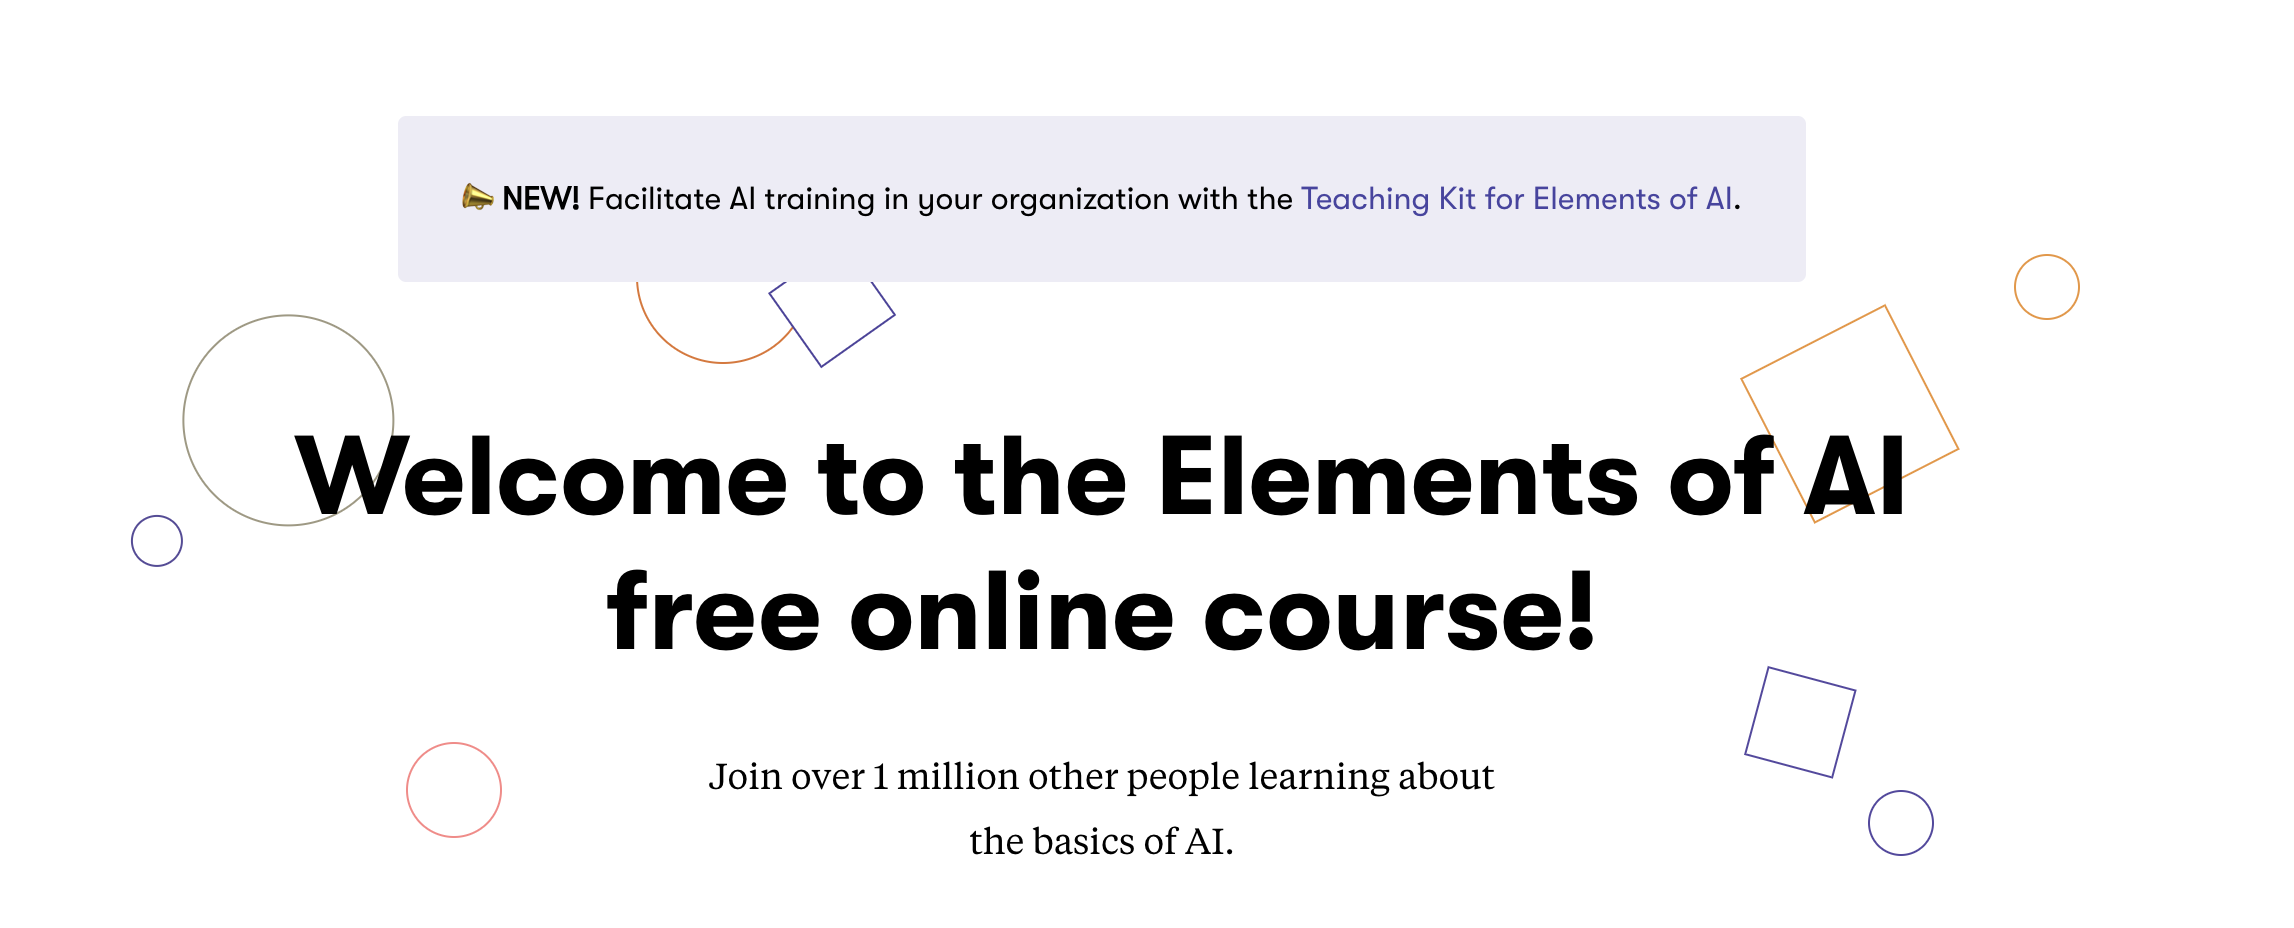 📣 NEW! Facilitate AI training in your organization with the Teaching Kit for Elements of AI.
Welcome to the Elements of AI
free online course!
Join over 1 million other people learning about
the basics of AI.